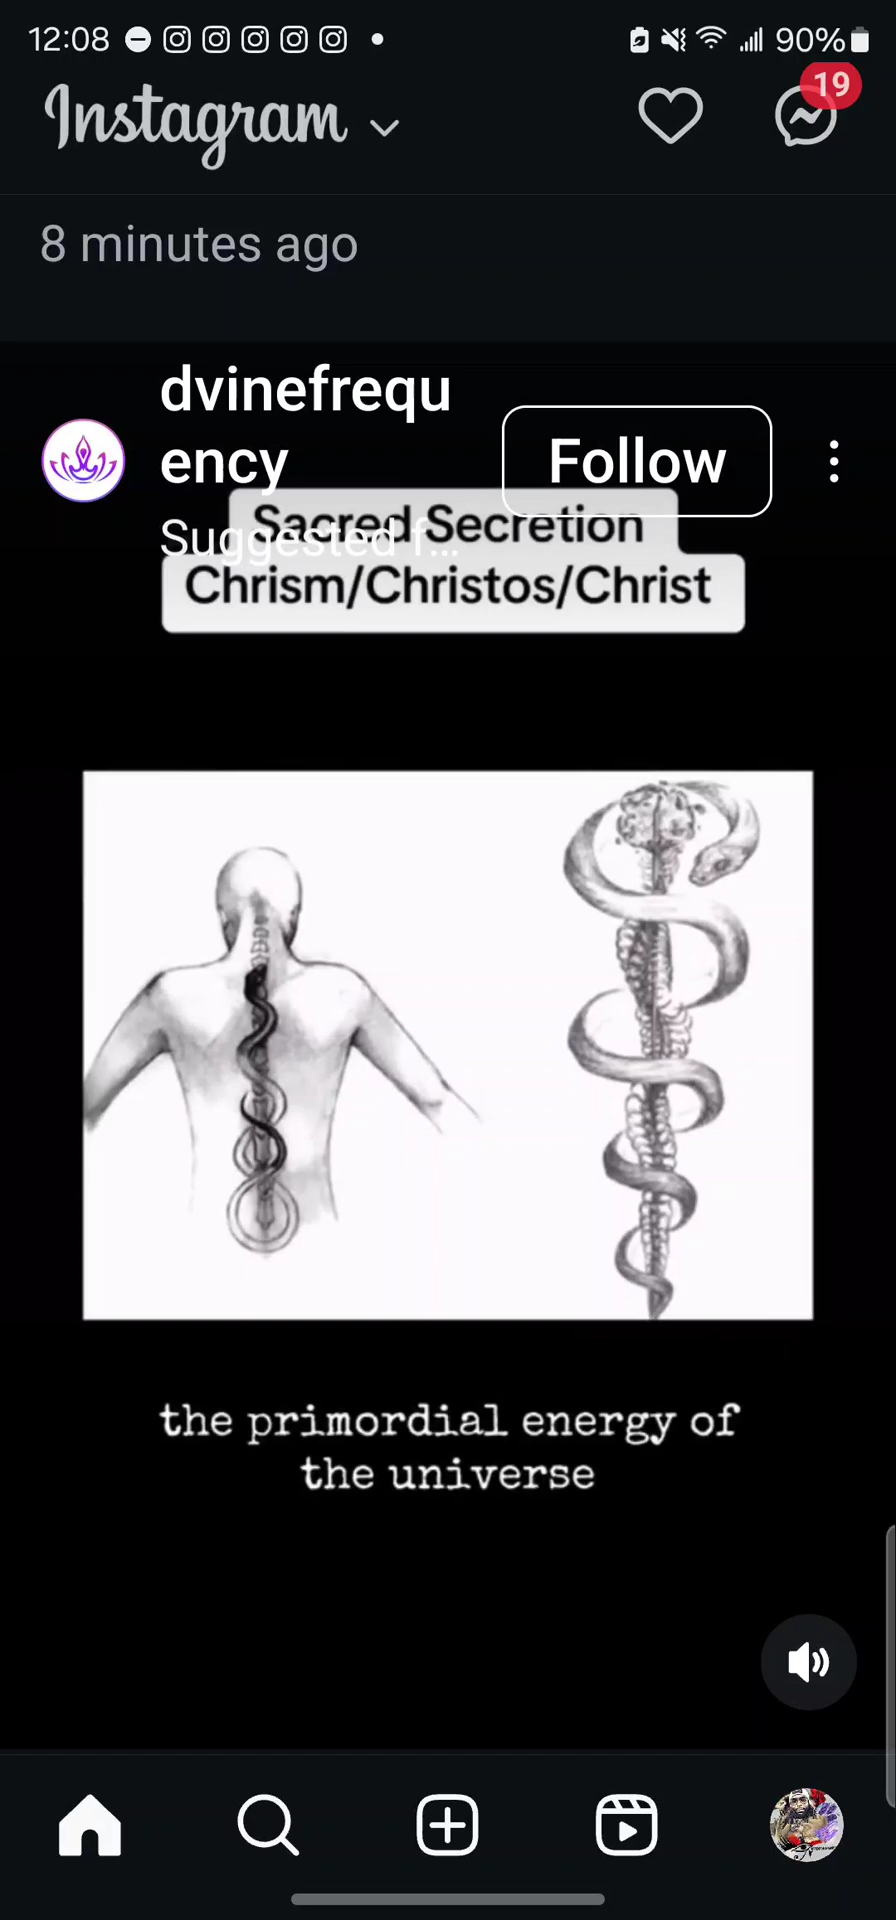 12:08
90%
Instagram
19
8 minutes ago
dvinefrequ
ency
Follow
Suggested f...
Sacred Secretion
Chrism/Christos/Christ
the primordial energy of
the universe